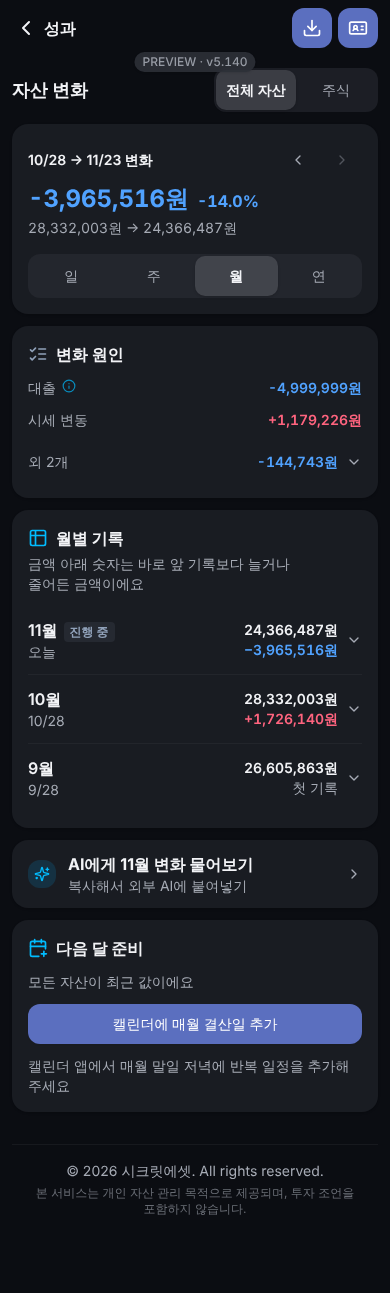 성과
PREVIEW · v5.140
자산 변화
전체 자산
주식
10/28 → 11/23 변화
-3,965,516원 -14.0%
28,332,003원 → 24,366,487원
일 주 월 연
변화 원인
대출 -4,999,999원
시세 변동 +1,179,226원
외 2개 -144,743원
월별 기록
금액 아래 숫자는 바로 앞 기록보다 늘거나
줄어든 금액이에요
11월 진행 중 24,366,487원
오늘 −3,965,516원
10월 28,332,003원
10/28 +1,726,140원
9월 26,605,863원
9/28 첫 기록
AI에게 11월 변화 물어보기
복사해서 외부 AI에 붙여넣기
다음 달 준비
모든 자산이 최근 값이에요
캘린더에 매월 결산일 추가
캘린더 앱에서 매월 말일 저녁에 반복 일정을 추가해
주세요
© 2026 시크릿에셋. All rights reserved.
본 서비스는 개인 자산 관리 목적으로 제공되며, 투자 조언을
포함하지 않습니다.